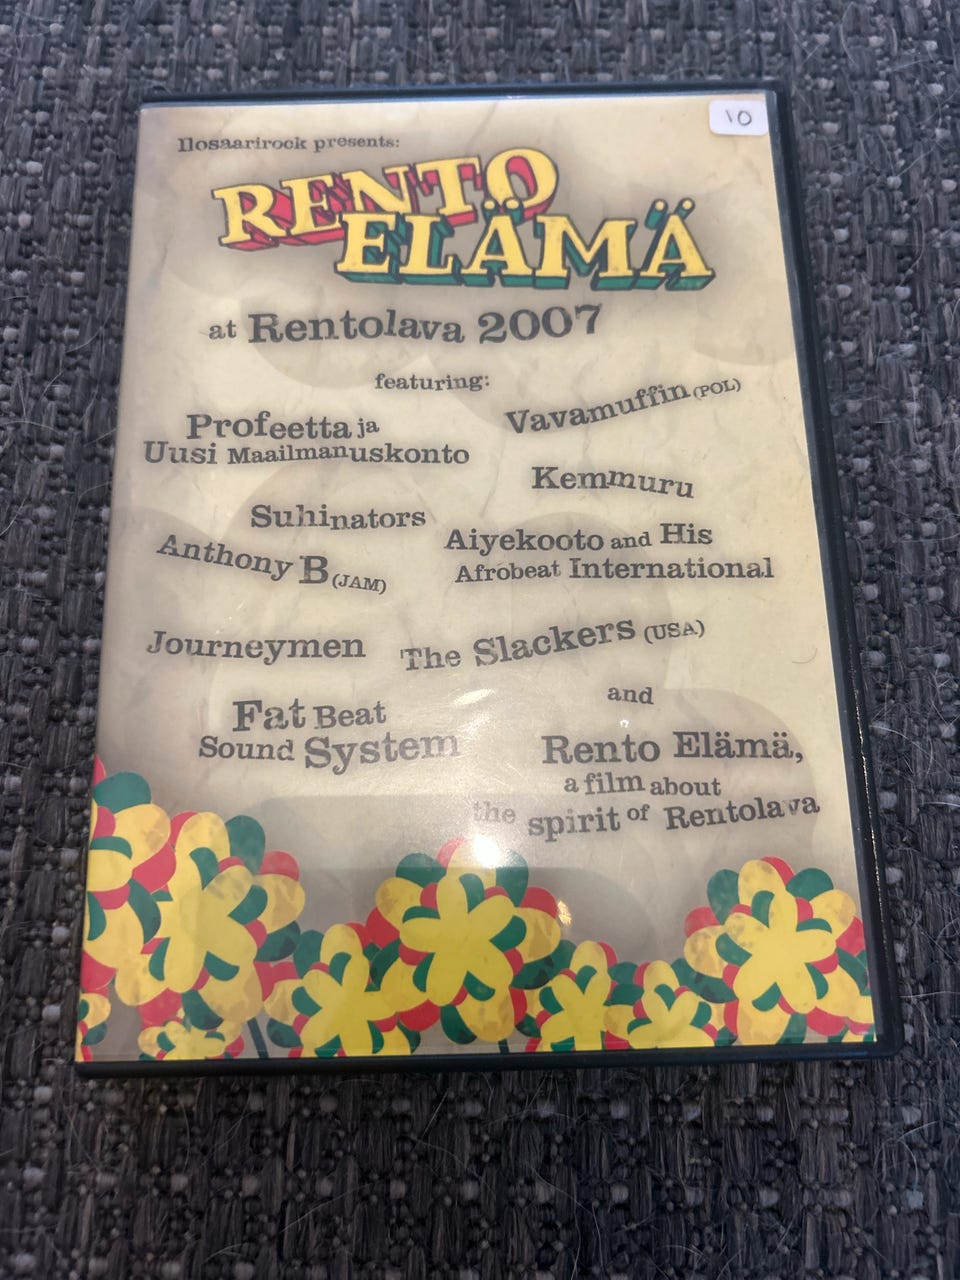 Ilosaarirock presents:
10
RENTO
ELÄMÄ
at Rentolava 2007
featuring:
Profeetta ja
Uusi Maailmanuskonto
Vavamuffin (POL)
Kemmuru
Suhinators
Anthony B (JAM)
Aiyekooto and His
Afrobeat International
Journeymen
The Slackers (USA)
Fat Beat
Sound System
and
Rento Elämä,
a film about
the spirit of Rentolava